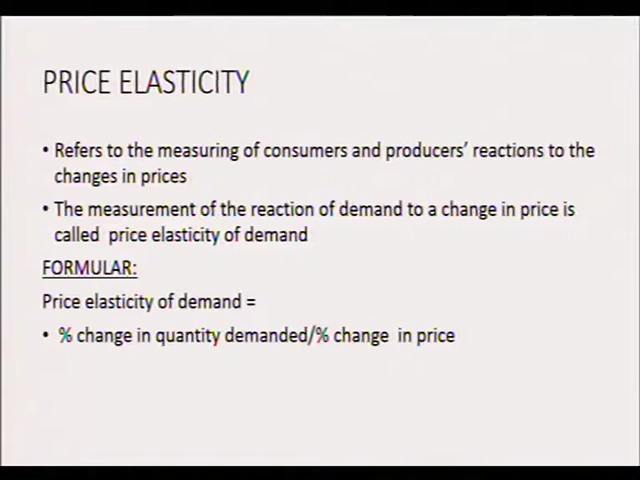 PRICE ELASTICITY
• Refers to the measuring of consumers and producers' reactions to the
changes in prices
• The measurement of the reaction of demand to a change in price is
called price elasticity of demand
FORMULAR:
Price elasticity of demand =
• % change in quantity demanded/% change in price